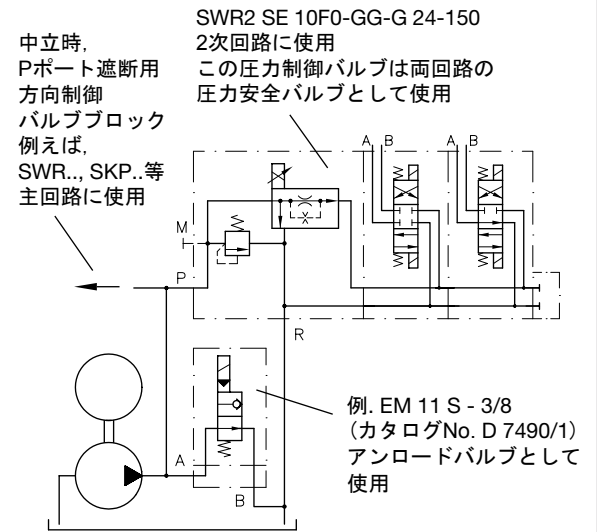 SWR2 SE 10F0-GG-G 24-150
2次回路に使用
この圧力制御バルブは両回路の
圧力安全バルブとして使用
中立時,
Pポート遮断用
方向制御
バルブブロック
例えば,
SWR.., SKP..等
主回路に使用
A B A B
M
P
R
A
B
例. EM 11 S - 3/8
(カタログNo. D 7490/1)
アンロードバルブとして
使用